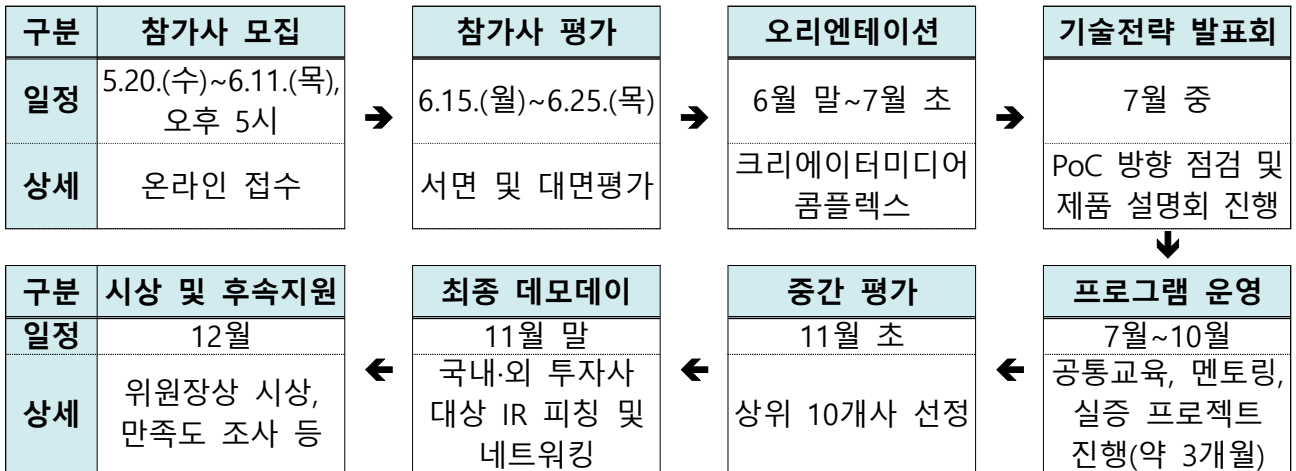 구분 참가사 모집 참가사 평가 오리엔테이션 기술전략 발표회
일정 5.20.(수)~6.11.(목), 오후 5시 ➔ 6.15.(월)~6.25.(목) ➔ 6월 말~7월 초 ➔ 7월 중
상세 온라인 접수 서면 및 대면평가 크리에이터미디어 콤플렉스 PoC 방향 점검 및 제품 설명회 진행
구분 시상 및 후속지원 최종 데모데이 중간 평가 프로그램 운영
일정 12월 11월 말 11월 초 7월~10월
상세 위원장상 시상, 만족도 조사 등 국내·외 투자사 대상 IR 피칭 및 네트워킹 상위 10개사 선정 공통교육, 멘토링, 실증 프로젝트 진행(약 3개월)